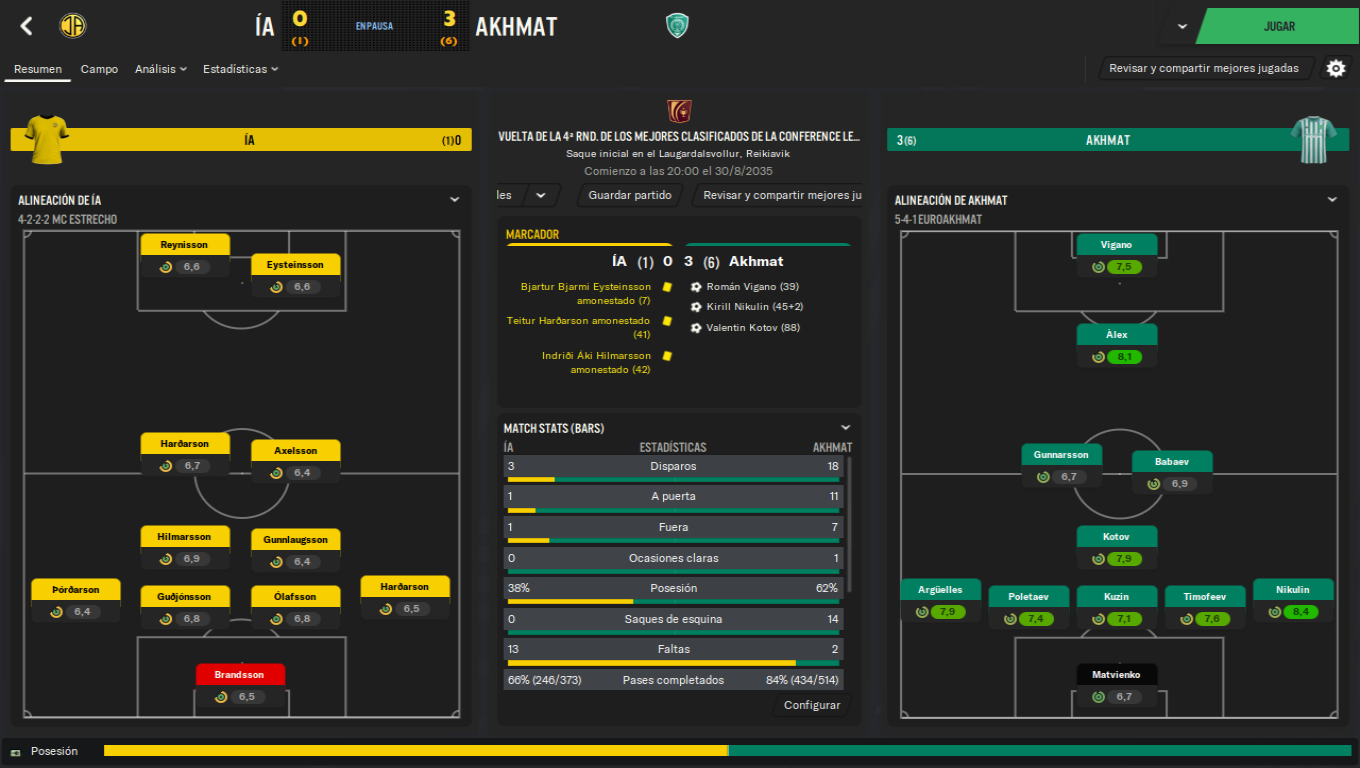 ÍA
0
(1)
EN PAUSA
3
(6)
AKHMAT
JUGAR
Resumen
Campo
Análisis
Estadísticas
Revisar y compartir mejores jugadas
ÍA
(1)0
VUELTA DE LA 4ª RND. DE LOS MEJORES CLASIFICADOS DE LA CONFERENCE LE...
Saque inicial en el Laugardalsvollur, Reikiavik
Comienzo a las 20:00 el 30/8/2035
les
Guardar partido
Revisar y compartir mejores ju
3(6)
AKHMAT
ALINEACIÓN DE ÍA
4-2-2-2 MC ESTRECHO
Reynisson
6,6
Eysteinsson
6,6
Harðarson
6,7
Axelsson
6,4
Hilmarsson
6,9
Gunnlaugsson
6,4
Þórðarson
6,4
Guðjónsson
6,8
Ólafsson
6,8
Harðarson
6,5
Brandsson
6,5
MARCADOR
ÍA (1) 0 3 (6) Akhmat
Bjartur Bjarmi Eysteinsson
amonestado (7)
Teitur Harðarson amonestado
(41)
Indriði Áki Hilmarsson
amonestado (42)
Román Vigano (39)
Kirill Nikulin (45+2)
Valentin Kotov (88)
MATCH STATS (BARS)
ÍA ESTADÍSTICAS AKHMAT
3 Disparos 18
1 A puerta 11
1 Fuera 7
0 Ocasiones claras 1
38% Posesión 62%
0 Saques de esquina 14
13 Faltas 2
66% (246/373) Pases completados 84% (434/514)
Configurar
ALINEACIÓN DE AKHMAT
5-4-1 EUROAKHMAT
Vigano
7,5
Àlex
8,1
Gunnarsson
6,7
Babaev
6,9
Kotov
7,9
Argüelles
7,9
Poletaev
7,4
Kuzin
7,1
Timofeev
7,6
Nikulin
8,4
Matvienko
6,7
Posesión